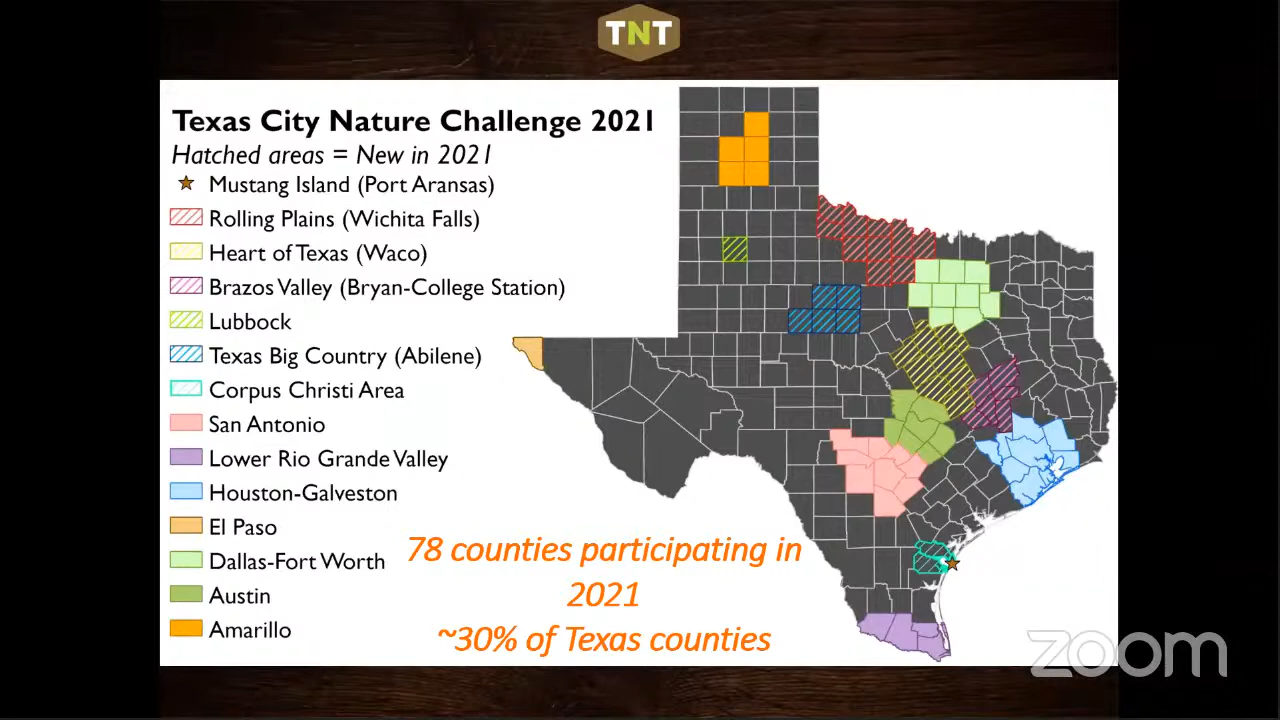 TNT
Texas City Nature Challenge 2021
Hatched areas = New in 2021
Mustang Island (Port Aransas)
Rolling Plains (Wichita Falls)
Heart of Texas (Waco)
Brazos Valley (Bryan-College Station)
Lubbock
Texas Big Country (Abilene)
Corpus Christi Area
San Antonio
Lower Rio Grande Valley
Houston-Galveston
El Paso
Dallas-Fort Worth
Austin
Amarillo
78 counties participating in
2021
~30% of Texas counties
zoom